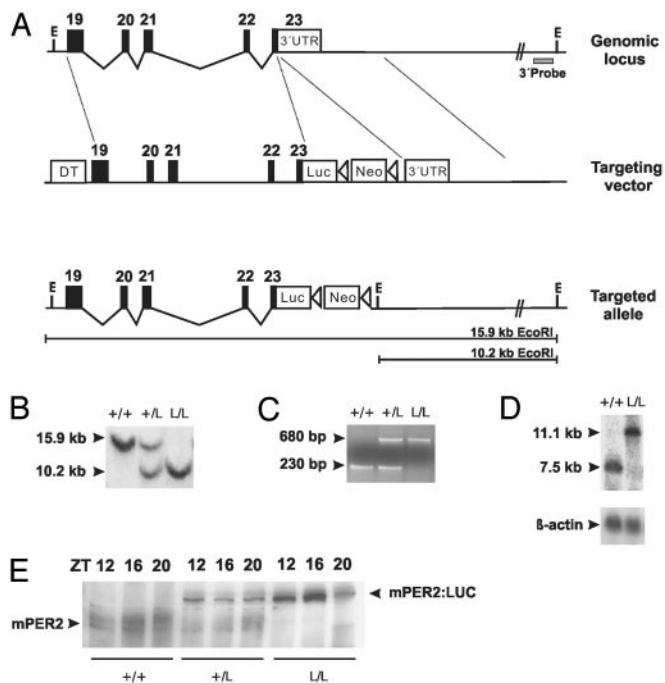 A
E 19 20 21 22 23 E
3´UTR
3´Probe
Genomic locus
19 20 21 22 23
DT Luc Neo 3´UTR
Targeting vector
E 19 20 21 22 23 E E
Luc Neo
Targeted allele
15.9 kb EcoRI
10.2 kb EcoRI
B
+/+ +/L L/L
15.9 kb
10.2 kb
C
+/+ +/L L/L
680 bp
230 bp
D
+/+ L/L
11.1 kb
7.5 kb
ß-actin
E
ZT 12 16 20 12 16 20 12 16 20
mPER2:LUC
mPER2
+/+ +/L L/L